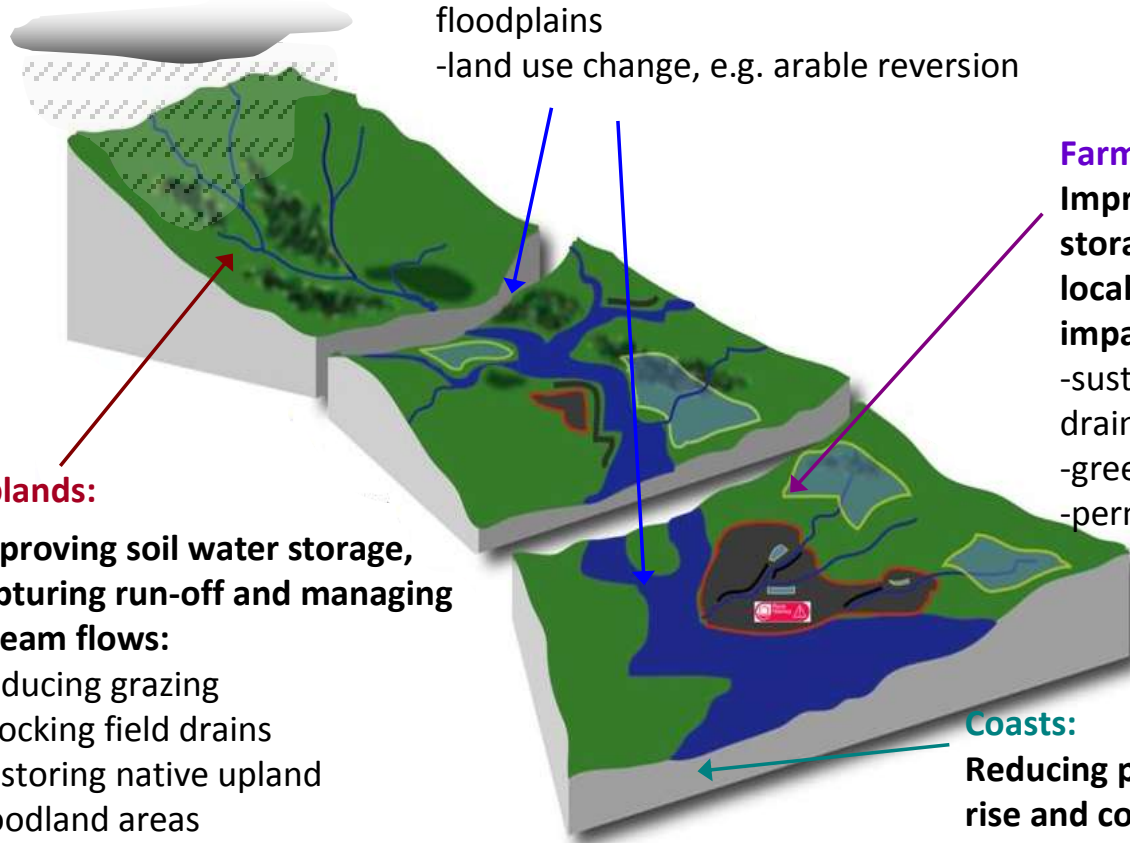 floodplains
-land use change, e.g. arable reversion
Farm
Impr
stora
local
impa
-sust
drain
-gree
-perm
plands:
proving soil water storage,
pturing run-off and managing
eam flows:
ducing grazing
ocking field drains
storing native upland
oodland areas
Coasts:
Reducing p
rise and co